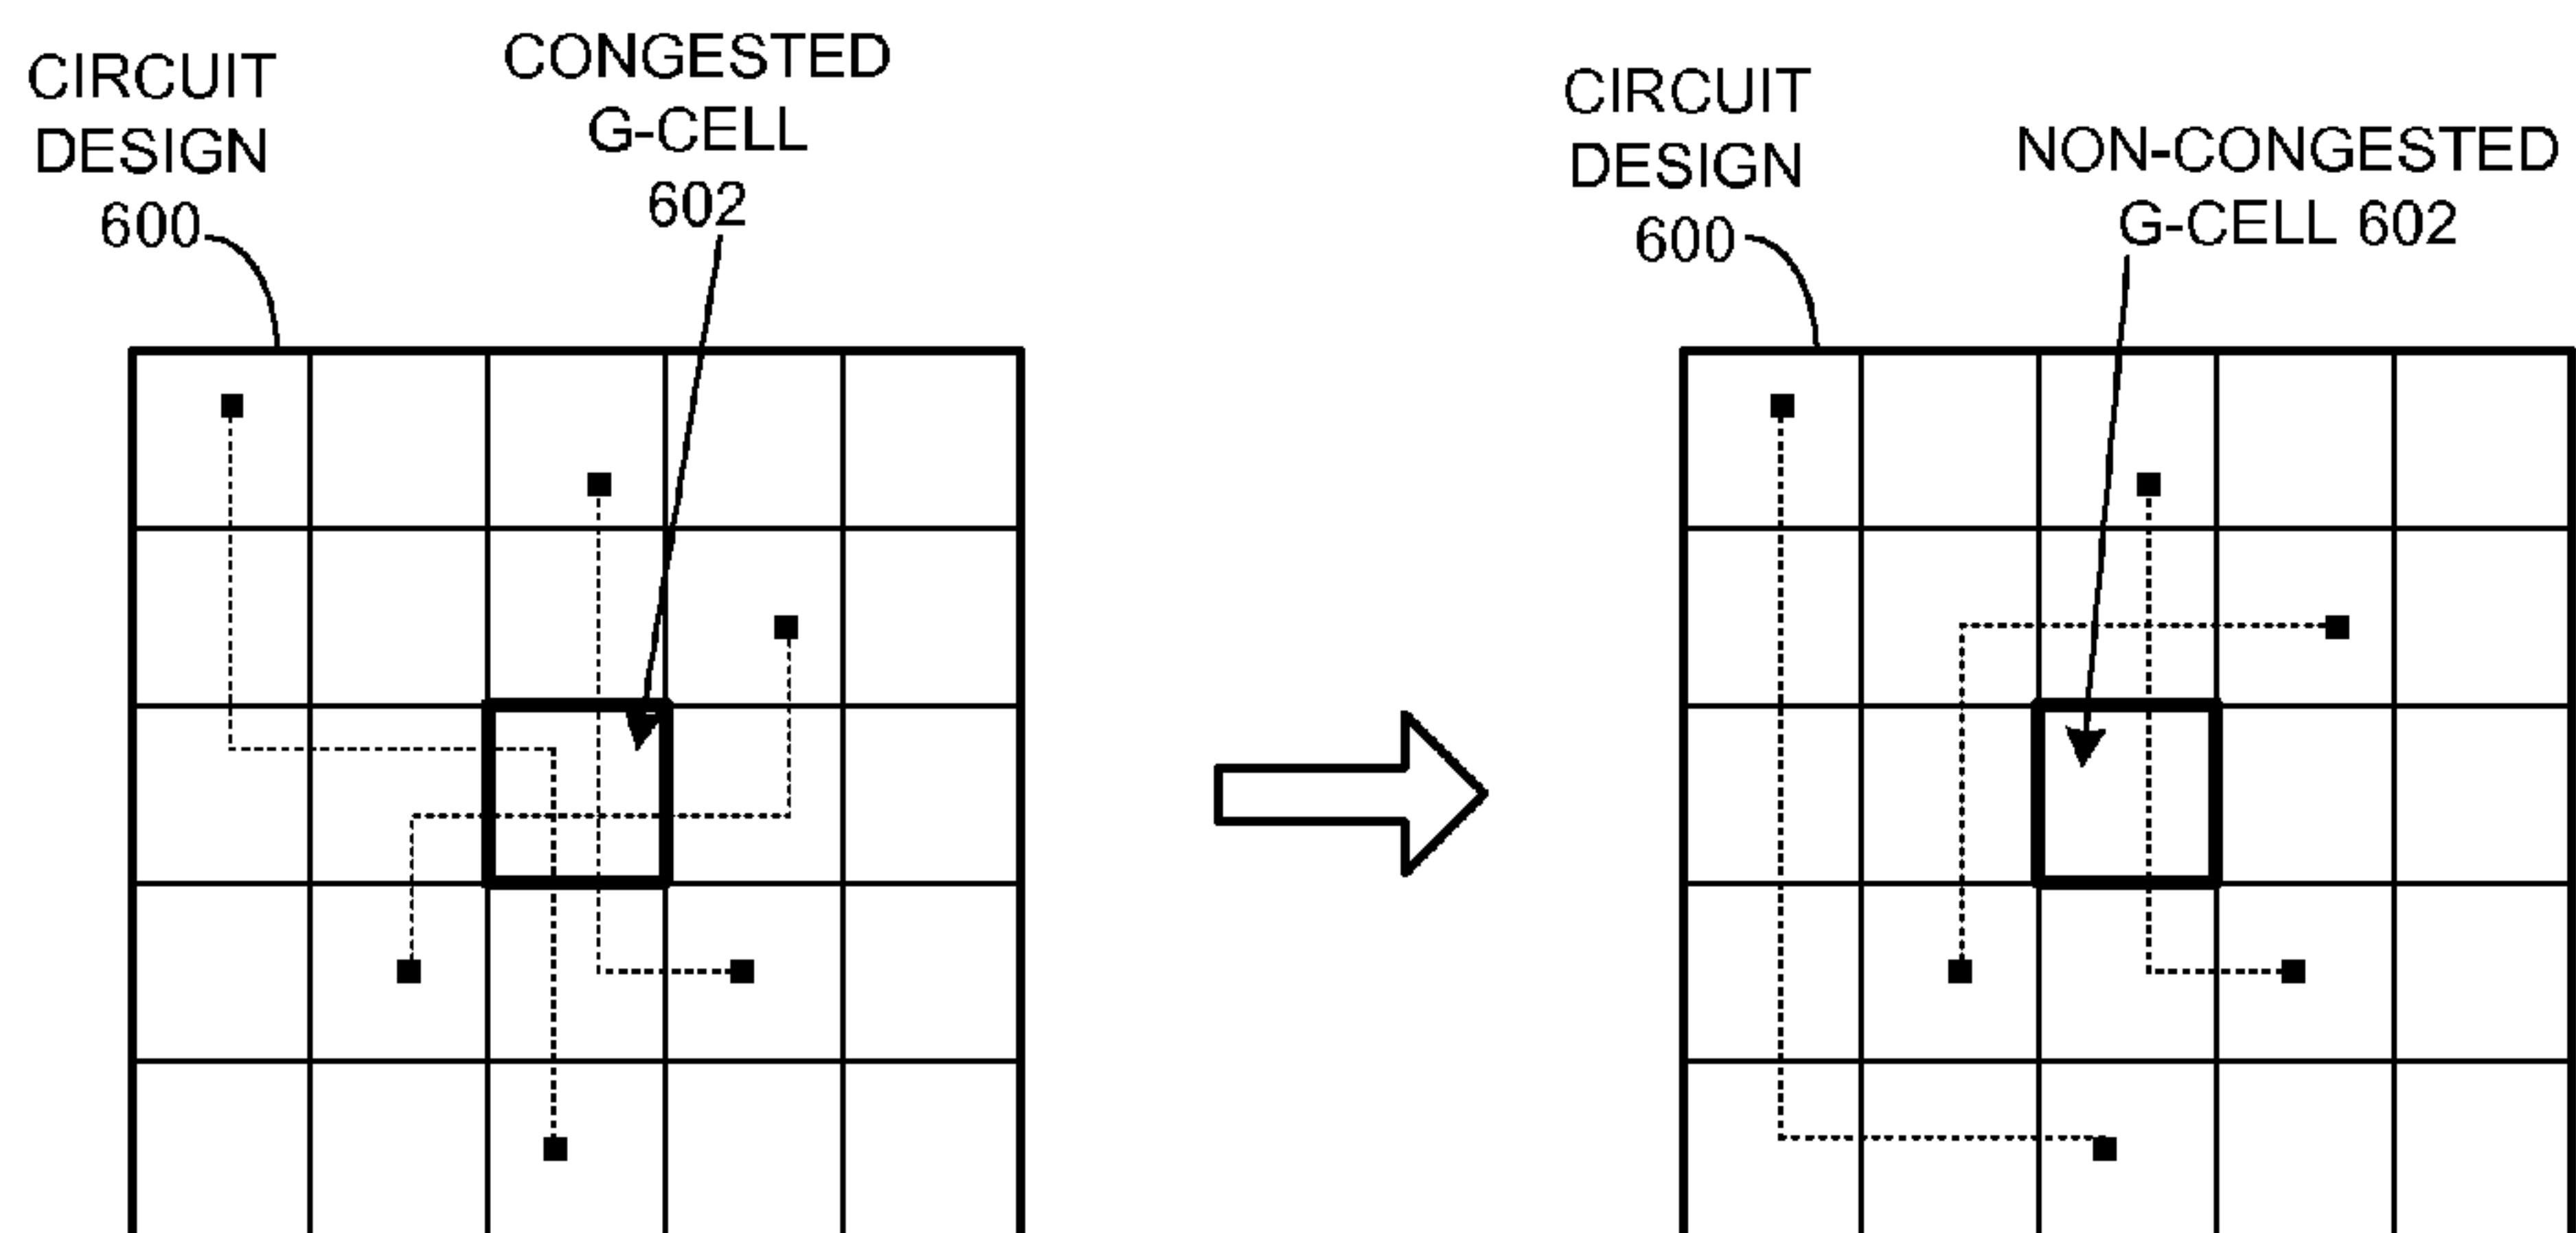 CIRCUIT
DESIGN
600
CONGESTED
G-CELL
602
CIRCUIT
DESIGN
600
NON-CONGESTED
G-CELL 602